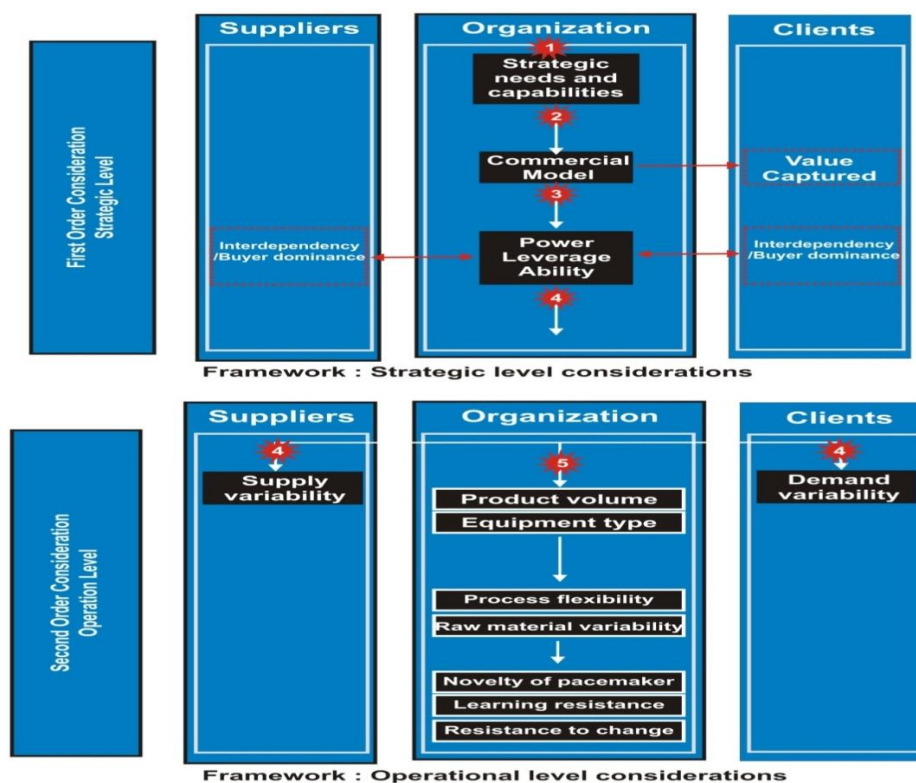 First Order Consideration
Strategic Level
Suppliers
Interdependency
/Buyer dominance
Organization
1
Strategic
needs and
capabilities
2
Commercial
Model
3
Power
Leverage
Ability
4
Clients
Value
Captured
Interdependency
/Buyer dominance
Framework : Strategic level considerations
Second Order Consideration
Operation Level
Suppliers
4
Supply
variability
Organization
5
Product volume
Equipment type
Process flexibility
Raw material variability
Novelty of pacemaker
Learning resistance
Resistance to change
Clients
4
Demand
variability
Framework : Operational level considerations